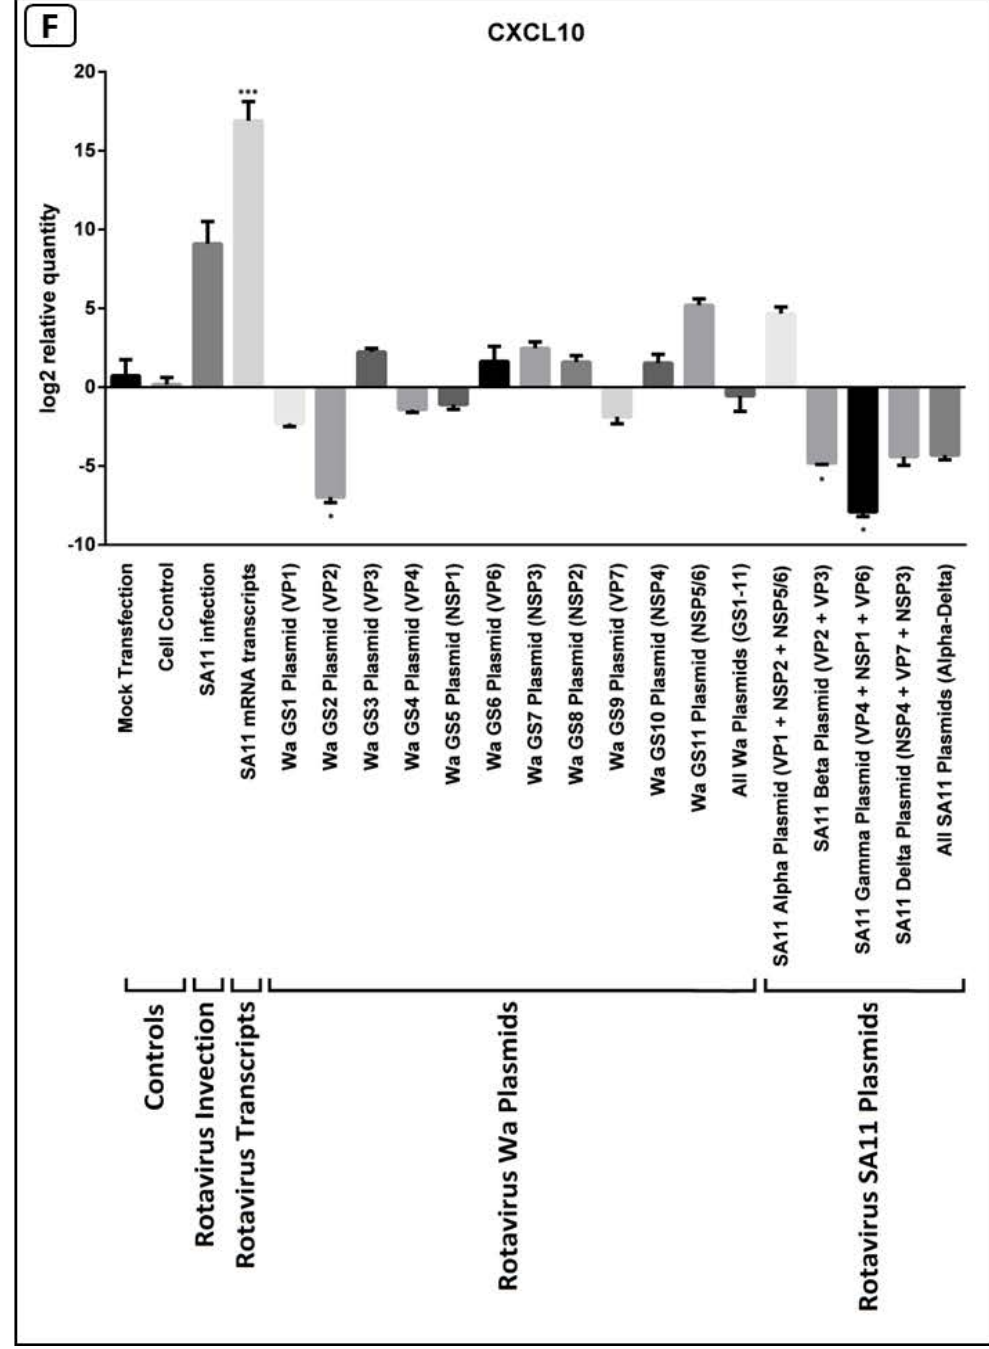 F
CXCL10
log2 relative quantity
20
15
10
5
0
-5
-10
***
*
*
*
Mock Transfection
Cell Control
SA11 infection
SA11 mRNA transcripts
Wa GS1 Plasmid (VP1)
Wa GS2 Plasmid (VP2)
Wa GS3 Plasmid (VP3)
Wa GS4 Plasmid (VP4)
Wa GS5 Plasmid (NSP1)
Wa GS6 Plasmid (VP6)
Wa GS7 Plasmid (NSP3)
Wa GS8 Plasmid (NSP2)
Wa GS9 Plasmid (VP7)
Wa GS10 Plasmid (NSP4)
Wa GS11 Plasmid (NSP5/6)
All Wa Plasmids (GS1-11)
SA11 Alpha Plasmid (VP1 + NSP2 + NSP5/6)
SA11 Beta Plasmid (VP2 + VP3)
SA11 Gamma Plasmid (VP4 + NSP1 + VP6)
SA11 Delta Plasmid (NSP4 + VP7 + NSP3)
All SA11 Plasmids (Alpha-Delta)
Controls
Rotavirus Invection
Rotavirus Transcripts
Rotavirus Wa Plasmids
Rotavirus SA11 Plasmids